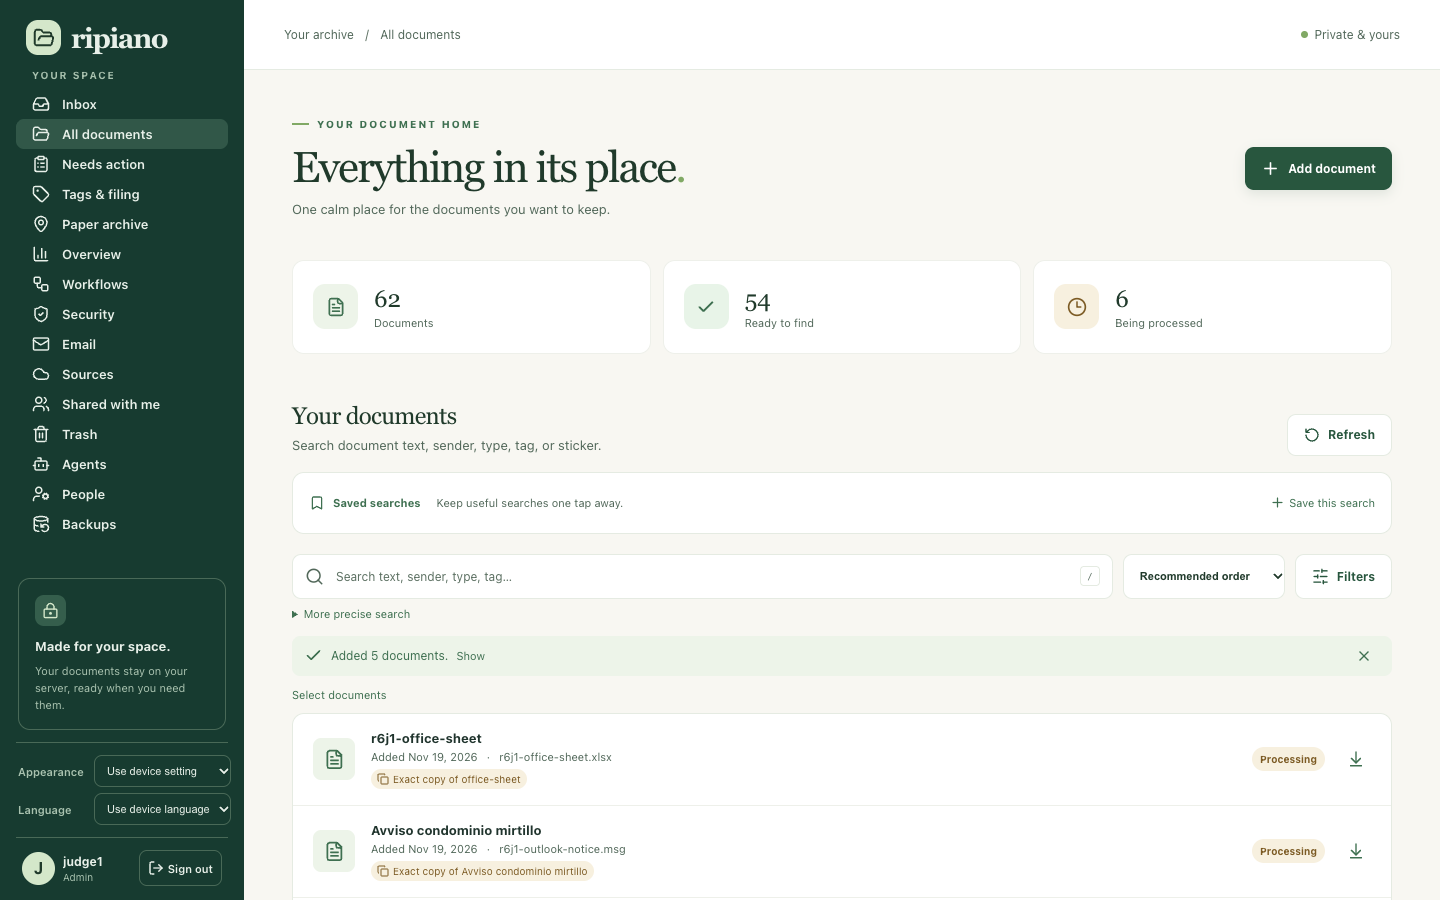 ripiano
YOUR SPACE
Inbox
All documents
Needs action
Tags & filing
Paper archive
Overview
Workflows
Security
Email
Sources
Shared with me
Trash
Agents
People
Backups
Made for your space.
Your documents stay on your
server, ready when you need
them.
Appearance Use device setting
Language Use device language
J judge1
Admin
Sign out
Your archive / All documents
Private & yours
YOUR DOCUMENT HOME
Everything in its place.
One calm place for the documents you want to keep.
Add document
62
Documents
54
Ready to find
6
Being processed
Your documents
Search document text, sender, type, tag, or sticker.
Refresh
Saved searches Keep useful searches one tap away.
Save this search
Search text, sender, type, tag... /
Recommended order
Filters
More precise search
Added 5 documents. Show
Select documents
r6j1-office-sheet
Added Nov 19, 2026 · r6j1-office-sheet.xlsx
Exact copy of office-sheet
Processing
Avviso condominio mirtillo
Added Nov 19, 2026 · r6j1-outlook-notice.msg
Exact copy of Avviso condominio mirtillo
Processing